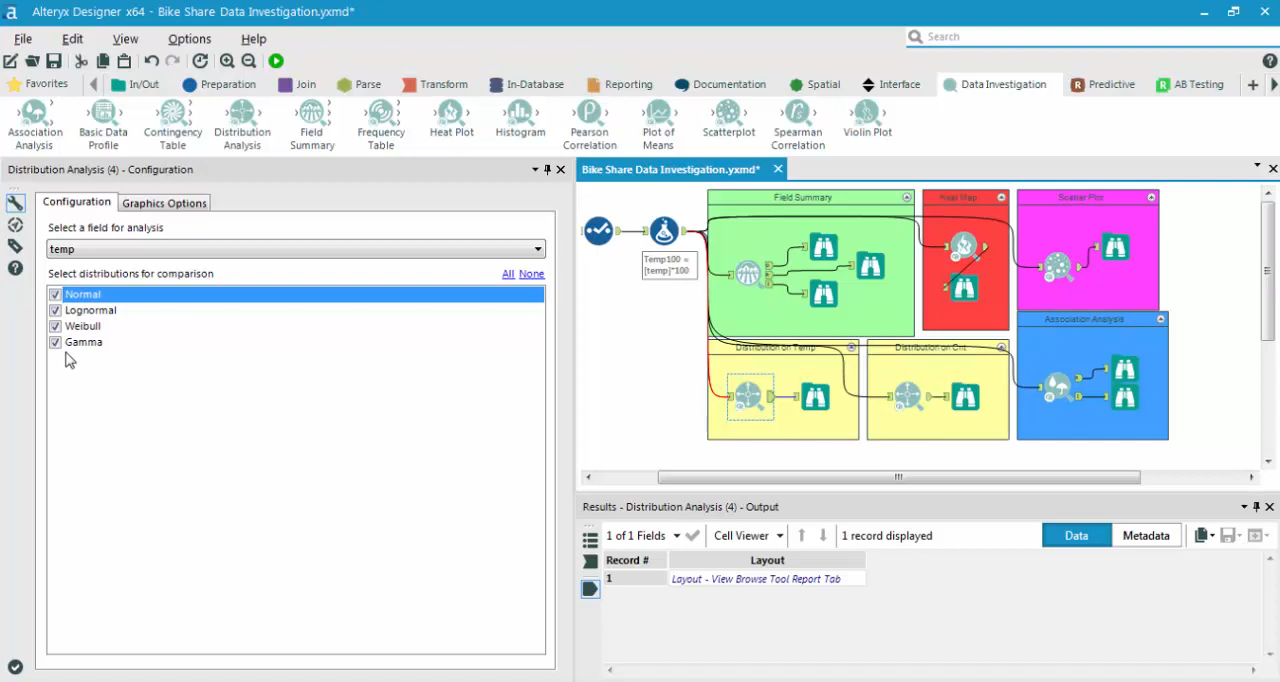 Alteryx Designer x64 - Bike Share Data Investigation.yxmd*
File Edit View Options Help
Search
Favorites In/Out Preparation Join Parse Transform In-Database Reporting Documentation Spatial Interface Data Investigation Predictive AB Testing
Association Analysis
Basic Data Profile
Contingency Table
Distribution Analysis
Field Summary
Frequency Table
Heat Plot
Histogram
Pearson Correlation
Plot of Means
Scatterplot
Spearman Correlation
Violin Plot
Distribution Analysis (4) - Configuration
Configuration Graphics Options
Select a field for analysis
temp
Select distributions for comparison All None
Normal
Lognormal
Weibull
Gamma
Bike Share Data Investigation.yxmd*
Field Summary
Heat Map
Scatter Plot
Temp100 =
[temp]*100
Association Analysis
Distribution on Temp
Distribution on Cnt
Results - Distribution Analysis (4) - Output
1 of 1 Fields Cell Viewer 1 record displayed Data Metadata
Record # Layout
1 Layout - View Browse Tool Report Tab